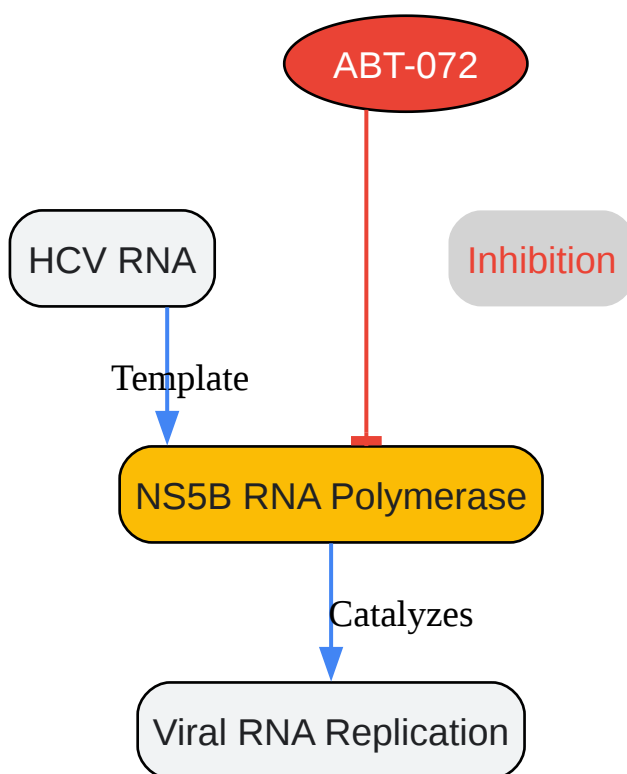 ABT-072
HCV RNA
Inhibition
Template
NS5B RNA Polymerase
Catalyzes
Viral RNA Replication